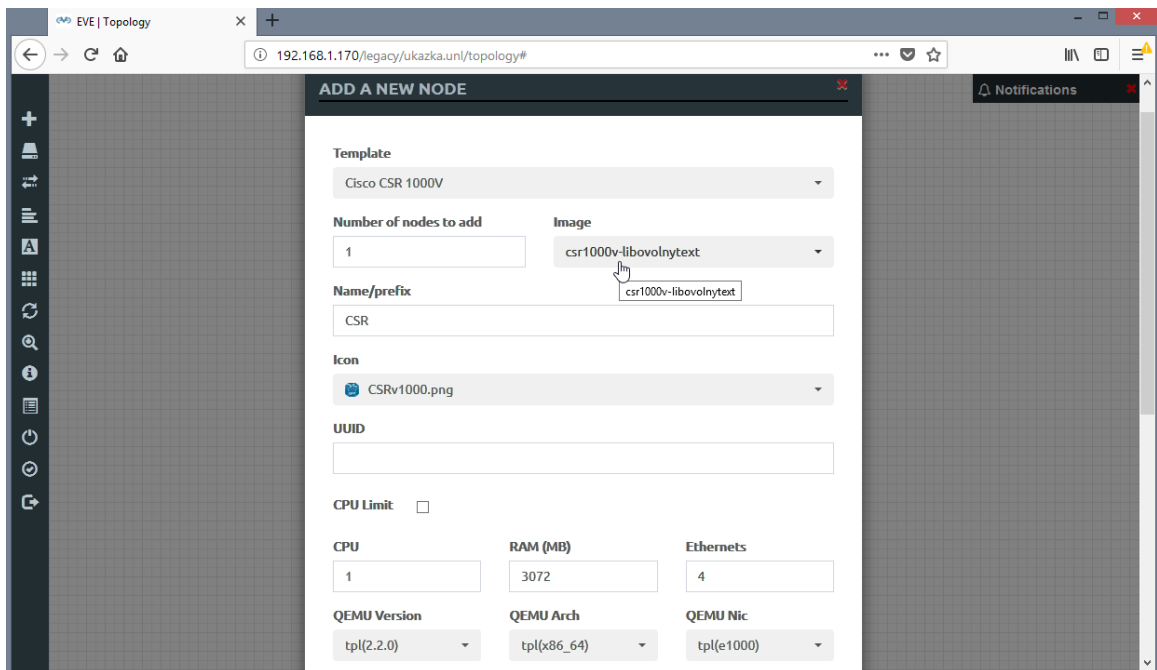 EVE | Topology
192.168.1.170/legacy/ukazka.unl/topology#
ADD A NEW NODE
Notifications
Template
Cisco CSR 1000V
Number of nodes to add Image
1 csr1000v-libovolnytext
csr1000v-libovolnytext
Name/prefix
CSR
Icon
CSRv1000.png
UUID
CPU Limit
CPU RAM (MB) Ethernets
1 3072 4
QEMU Version QEMU Arch QEMU Nic
tpl(2.2.0) tpl(x86_64) tpl(e1000)